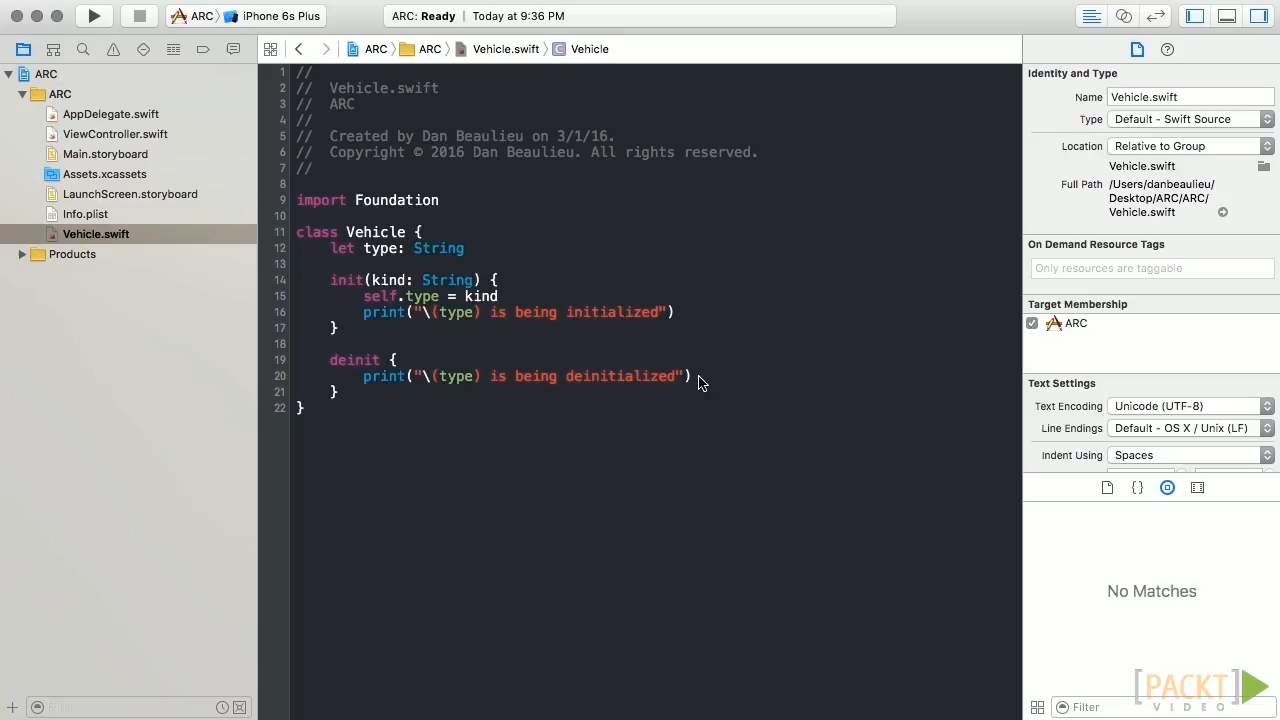 ARC iPhone 6s Plus
ARC: Ready | Today at 9:36 PM
ARC ARC Vehicle.swift C Vehicle
ARC
ARC
AppDelegate.swift
ViewController.swift
Main.storyboard
Assets.xcassets
LaunchScreen.storyboard
Info.plist
Vehicle.swift
Products
1 //
2 //  Vehicle.swift
3 //  ARC
4 //
5 //  Created by Dan Beaulieu on 3/1/16.
6 //  Copyright © 2016 Dan Beaulieu. All rights reserved.
7 //
8
9 import Foundation
10
11 class Vehicle {
12     let type: String
13
14     init(kind: String) {
15         self.type = kind
16         print("\(type) is being initialized")
17     }
18
19     deinit {
20         print("\(type) is being deinitialized")
21     }
22 }
Identity and Type
Name Vehicle.swift
Type Default - Swift Source
Location Relative to Group
Vehicle.swift
Full Path /Users/danbeaulieu/
Desktop/ARC/ARC/
Vehicle.swift
On Demand Resource Tags
Only resources are taggable
Target Membership
ARC
Text Settings
Text Encoding Unicode (UTF-8)
Line Endings Default - OS X / Unix (LF)
Indent Using Spaces
{}
No Matches
[PACKT]
VIDEO
Filter
Filter